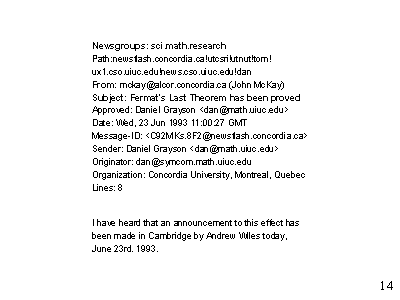 Newsgroups: sci.math.research
Path:newsflash.concordia.ca!utcsri!utnut!torn!
ux1.cso.uiuc.edu!news.cso.uiuc.edu!dan
From: mckay@alcor.concordia.ca (John McKay)
Subject: Fermat's Last Theorem has been proved
Approved: Daniel Grayson <dan@math.uiuc.edu>
Date: Wed, 23 Jun 1993 11:00:27 GMT
Message-ID: <C92MKs.8F2@newsflash.concordia.ca>
Sender: Daniel Grayson <dan@math.uiuc.edu>
Originator: dan@symcom.math.uiuc.edu
Organization: Concordia University, Montreal, Quebec
Lines: 8
I have heard that an announcement to this effect has
been made in Cambridge by Andrew Wiles today,
June 23rd. 1993.
14